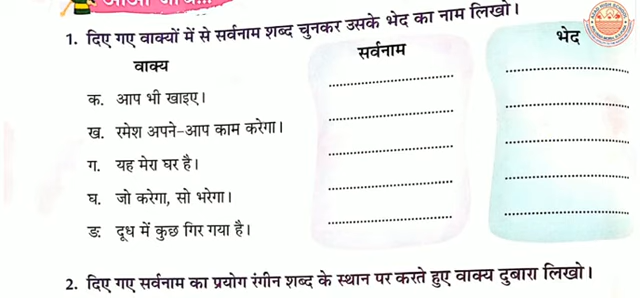 1. दिए गए वाक्यों में से सर्वनाम शब्द चुनकर उसके भेद का नाम लिखो।
वाक्य सर्वनाम भेद
क. आप भी खाइए।
ख. रमेश अपने-आप काम करेगा।
ग. यह मेरा घर है।
घ. जो करेगा, सो भरेगा।
ङ. दूध में कुछ गिर गया है।
2. दिए गए सर्वनाम का प्रयोग रंगीन शब्द के स्थान पर करते हुए वाक्य दुबारा लिखो।